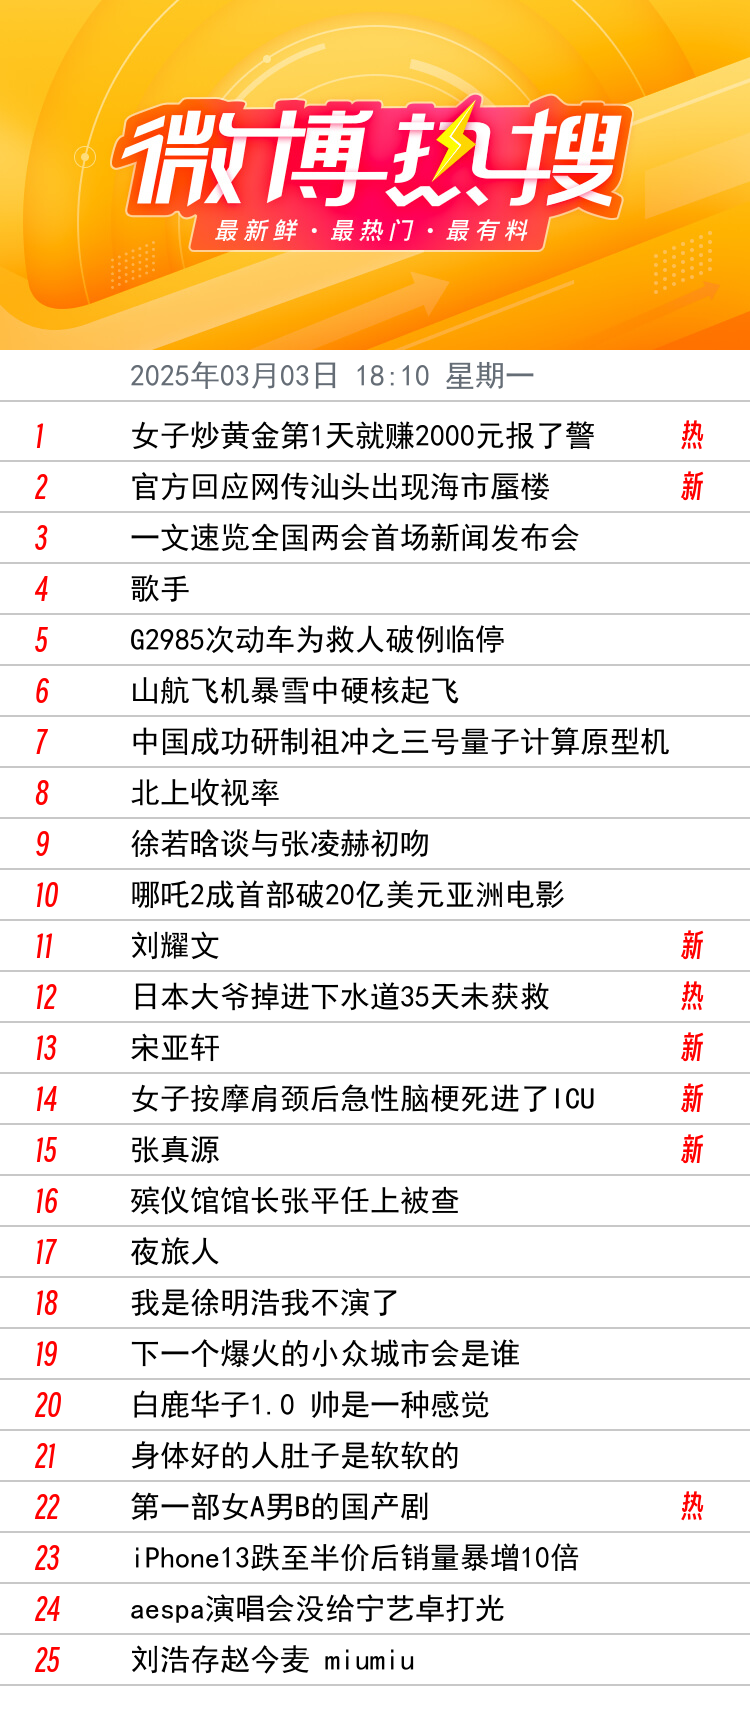 微博热搜
最新鲜·最热门·最有料
2025年03月03日 18:10 星期一
1 女子炒黄金第1天就赚2000元报了警 热
2 官方回应网传汕头出现海市蜃楼 新
3 一文速览全国两会首场新闻发布会
4 歌手
5 G2985次动车为救人破例临停
6 山航飞机暴雪中硬核起飞
7 中国成功研制祖冲之三号量子计算原型机
8 北上收视率
9 徐若晗谈与张凌赫初吻
10 哪吒2成首部破20亿美元亚洲电影
11 刘耀文 新
12 日本大爷掉进下水道35天未获救 热
13 宋亚轩 新
14 女子按摩肩颈后急性脑梗死进了ICU 新
15 张真源 新
16 殡仪馆馆长张平任上被查
17 夜旅人
18 我是徐明浩我不演了
19 下一个爆火的小众城市会是谁
20 白鹿华子1.0 帅是一种感觉
21 身体好的人肚子是软软的
22 第一部女A男B的国产剧 热
23 iPhone13跌至半价后销量暴增10倍
24 aespa演唱会没给宁艺卓打光
25 刘浩存赵今麦 miumiu